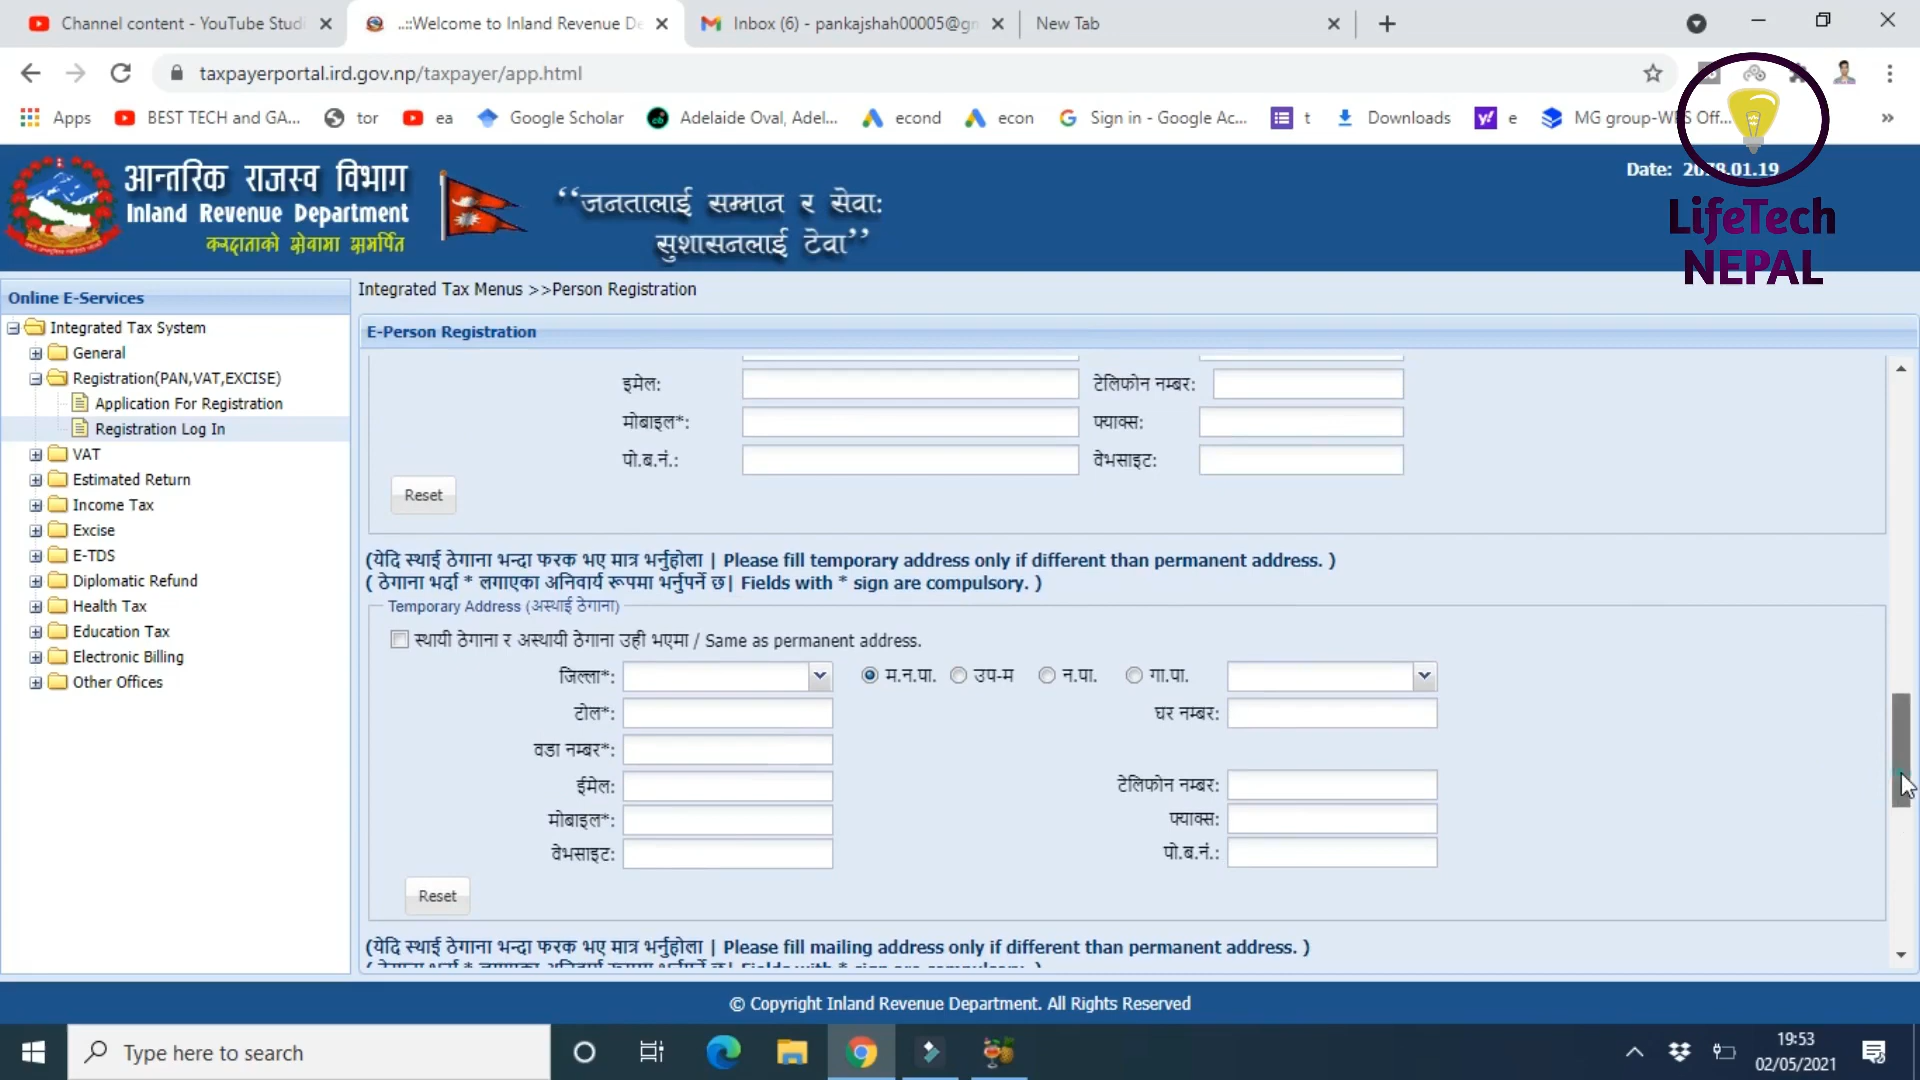 Channel content - YouTube Studi
..::Welcome to Inland Revenue De
Inbox (6) - pankajshah00005@gn
New Tab
taxpayerportal.ird.gov.np/taxpayer/app.html
Apps
BEST TECH and GA...
tor
ea
Google Scholar
Adelaide Oval, Adel...
econd
econ
Sign in - Google Ac...
t
Downloads
e
MG group-WES Off...
»
आन्तरिक राजस्व विभाग
Inland Revenue Department
करदाताको सेवामा समर्पित
“जनतालाई सम्मान र सेवा:
सुशासनलाई टेवा”
Date: 2078.01.19
LifeTech
NEPAL
Online E-Services
Integrated Tax System
General
Registration(PAN,VAT,EXCISE)
Application For Registration
Registration Log In
VAT
Estimated Return
Income Tax
Excise
E-TDS
Diplomatic Refund
Health Tax
Education Tax
Electronic Billing
Other Offices
Integrated Tax Menus >>Person Registration
E-Person Registration
इमेल: टेलिफोन नम्बर:
मोबाइल*: फ्याक्स:
पो.ब.नं.: वेभसाइट:
Reset
(येदि स्थाई ठेगाना भन्दा फरक भए मात्र भर्नुहोला | Please fill temporary address only if different than permanent address. )
( ठेगाना भर्दा * लगाएका अनिवार्य रूपमा भर्नुपर्ने छ| Fields with * sign are compulsory. )
Temporary Address (अस्थाई ठेगाना)
स्थायी ठेगाना र अस्थायी ठेगाना उही भएमा / Same as permanent address.
जिल्ला*: म.न.पा. उप-म न.पा. गा.पा.
टोल*: घर नम्बर:
वडा नम्बर*:
ईमेल: टेलिफोन नम्बर:
मोबाइल*: फ्याक्स:
वेभसाइट: पो.ब.नं.:
Reset
(येदि स्थाई ठेगाना भन्दा फरक भए मात्र भर्नुहोला | Please fill mailing address only if different than permanent address. )
© Copyright Inland Revenue Department. All Rights Reserved
Type here to search
19:53
02/05/2021